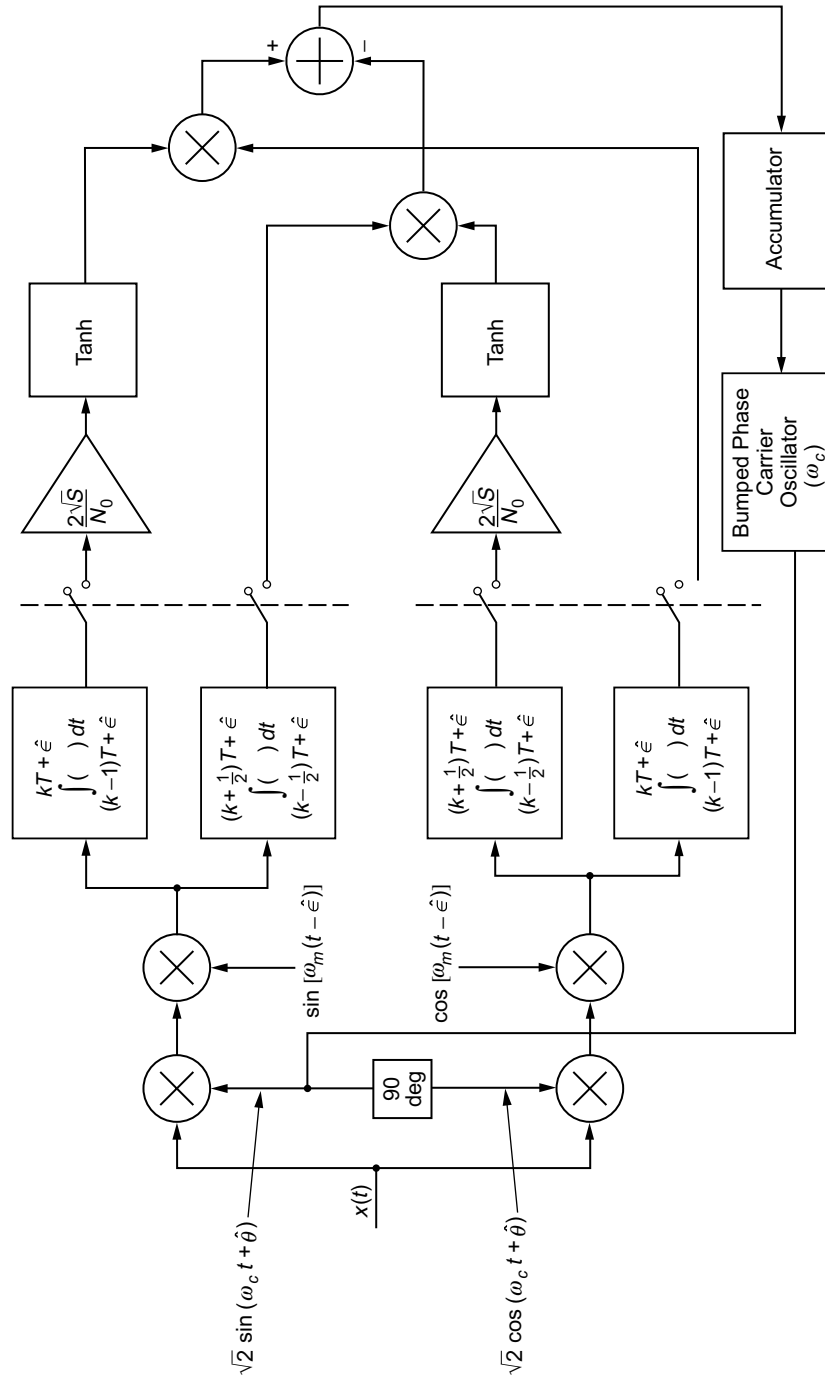 √2 sin (ω_c t + θ̂)
x(t)
√2 cos (ω_c t + θ̂)
90
deg
sin [ω_m (t − ε̂)]
cos [ω_m (t − ε̂)]
kT + ε̂
∫( ) dt
(k−1)T + ε̂
(k+½)T + ε̂
∫( ) dt
(k−½)T + ε̂
(k+½)T + ε̂
∫( ) dt
(k−½)T + ε̂
kT + ε̂
∫( ) dt
(k−1)T + ε̂
2√S
N_0
2√S
N_0
Tanh
Tanh
+
−
Accumulator
Bumped Phase
Carrier
Oscillator
(ω_c)